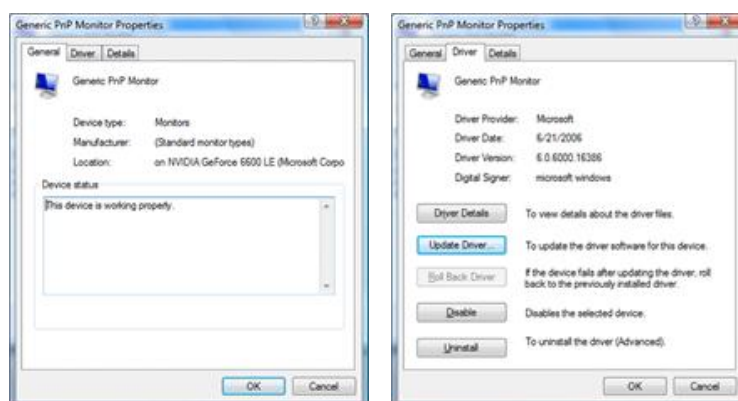 Generic PnP Monitor Properties
General Driver Details
Generic PnP Monitor
Device type: Monitors
Manufacturer: (Standard monitor types)
Location: on NVIDIA GeForce 6600 LE (Microsoft Corpo
Device status
This device is working properly.
OK Cancel
Generic PnP Monitor Properties
General Driver Details
Generic PnP Monitor
Driver Provider: Microsoft
Driver Date: 6/21/2006
Driver Version: 6.0.6000.16386
Digital Signer: microsoft windows
Driver Details To view details about the driver files.
Update Driver... To update the driver software for this device.
Roll Back Driver If the device fails after updating the driver, roll
back to the previously installed driver.
Disable Disables the selected device.
Uninstall To uninstall the driver (Advanced).
OK Cancel